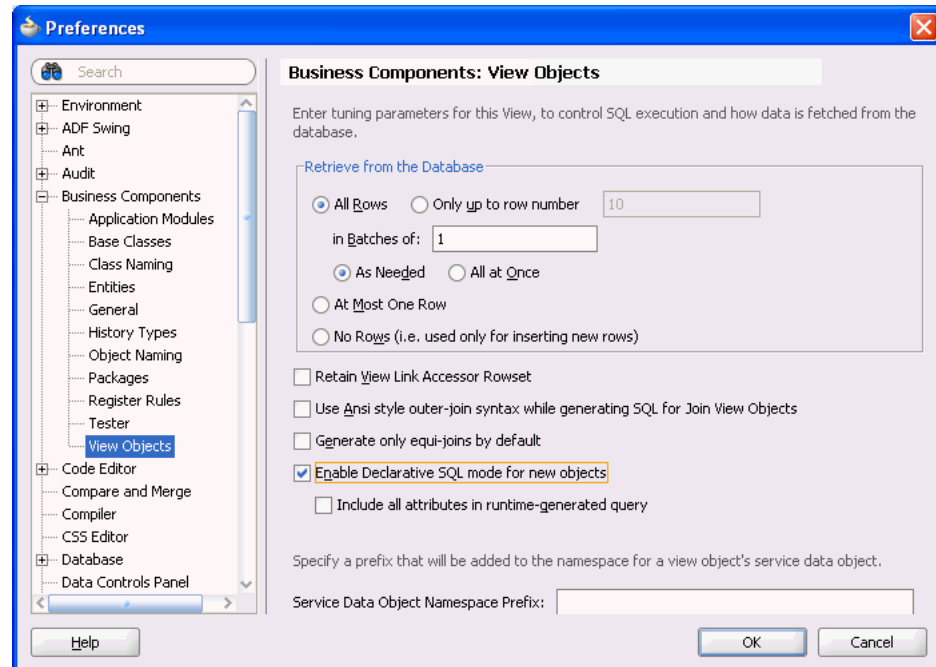 Preferences
Search
Environment
ADF Swing
Ant
Audit
Business Components
Application Modules
Base Classes
Class Naming
Entities
General
History Types
Object Naming
Packages
Register Rules
Tester
View Objects
Code Editor
Compare and Merge
Compiler
CSS Editor
Database
Data Controls Panel
Business Components: View Objects
Enter tuning parameters for this View, to control SQL execution and how data is fetched from the
database.
Retrieve from the Database
All Rows Only up to row number 10
in Batches of: 1
As Needed All at Once
At Most One Row
No Rows (i.e. used only for inserting new rows)
Retain View Link Accessor Rowset
Use Ansi style outer-join syntax while generating SQL for Join View Objects
Generate only equi-joins by default
Enable Declarative SQL mode for new objects
Include all attributes in runtime-generated query
Specify a prefix that will be added to the namespace for a view object's service data object.
Service Data Object Namespace Prefix:
Help OK Cancel